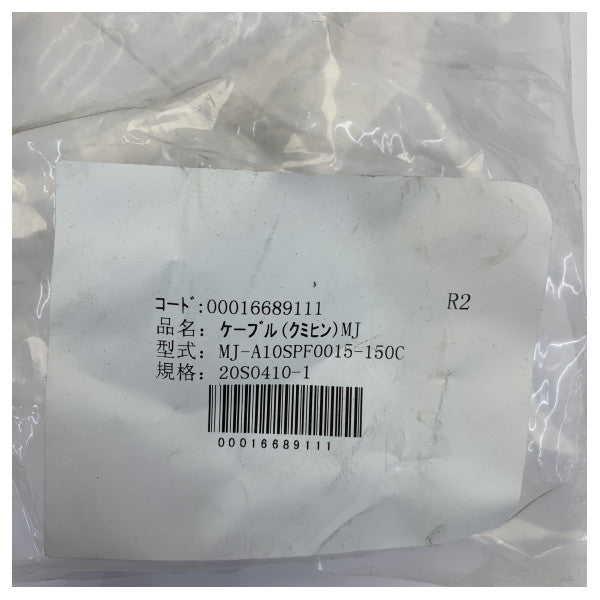 コード:00016689111 R2
品名: ケーブル(クミヒン)MJ
型式: MJ-A10SPF0015-150C
規格: 20S0410-1
00016689111